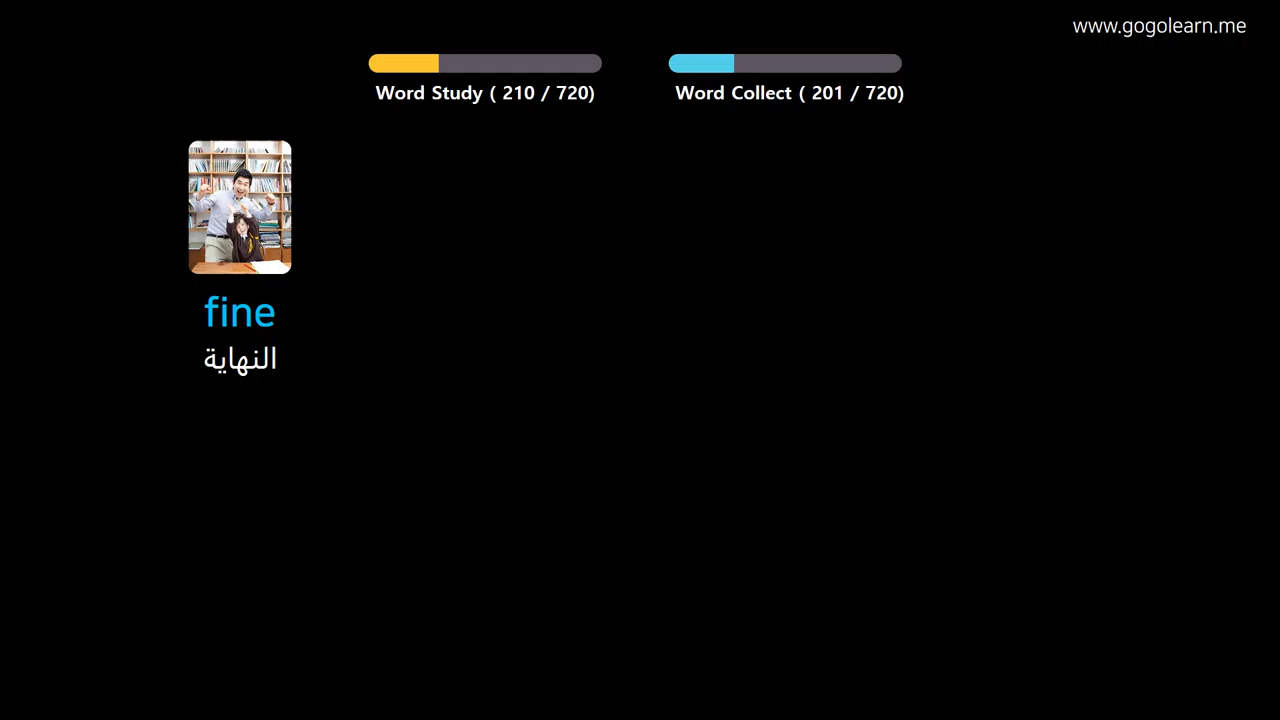 www.gogolearn.me
Word Study ( 210 / 720)
Word Collect ( 201 / 720)
fine
النهاية